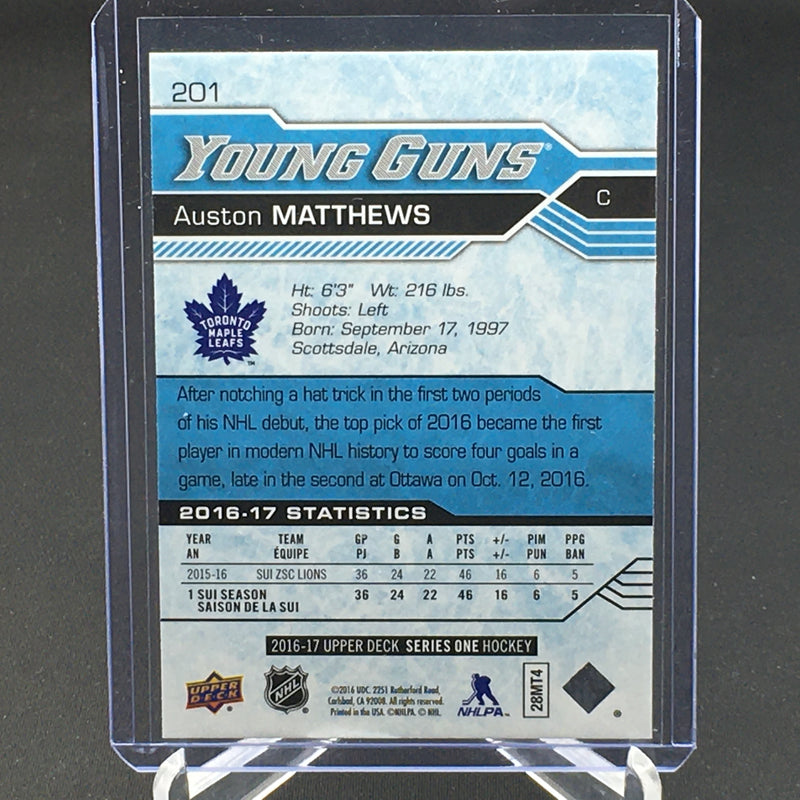 201
YOUNG GUNS®
Auston MATTHEWS
C
TORONTO
MAPLE
LEAFS
TM
Ht: 6'3" Wt: 216 lbs.
Shoots: Left
Born: September 17, 1997
Scottsdale, Arizona
After notching a hat trick in the first two periods
of his NHL debut, the top pick of 2016 became the first
player in modern NHL history to score four goals in a
game, late in the second at Ottawa on Oct. 12, 2016.
2016-17 STATISTICS
YEAR TEAM GP G A PTS +/- PIM PPG
AN ÉQUIPE PJ B A PTS +/- PUN BAN
2015-16 SUI ZSC LIONS 36 24 22 46 16 6 5
1 SUI SEASON 36 24 22 46 16 6 5
SAISON DE LA SUI
2016-17 UPPER DECK SERIES ONE HOCKEY
UPPER
DECK
NHL
©2016 UDC. 2251 Rutherford Road,
Carlsbad, CA 92008. All rights reserved.
Printed in the USA. ©NHLPA. © NHL.
NHLPA™
28MT4
®